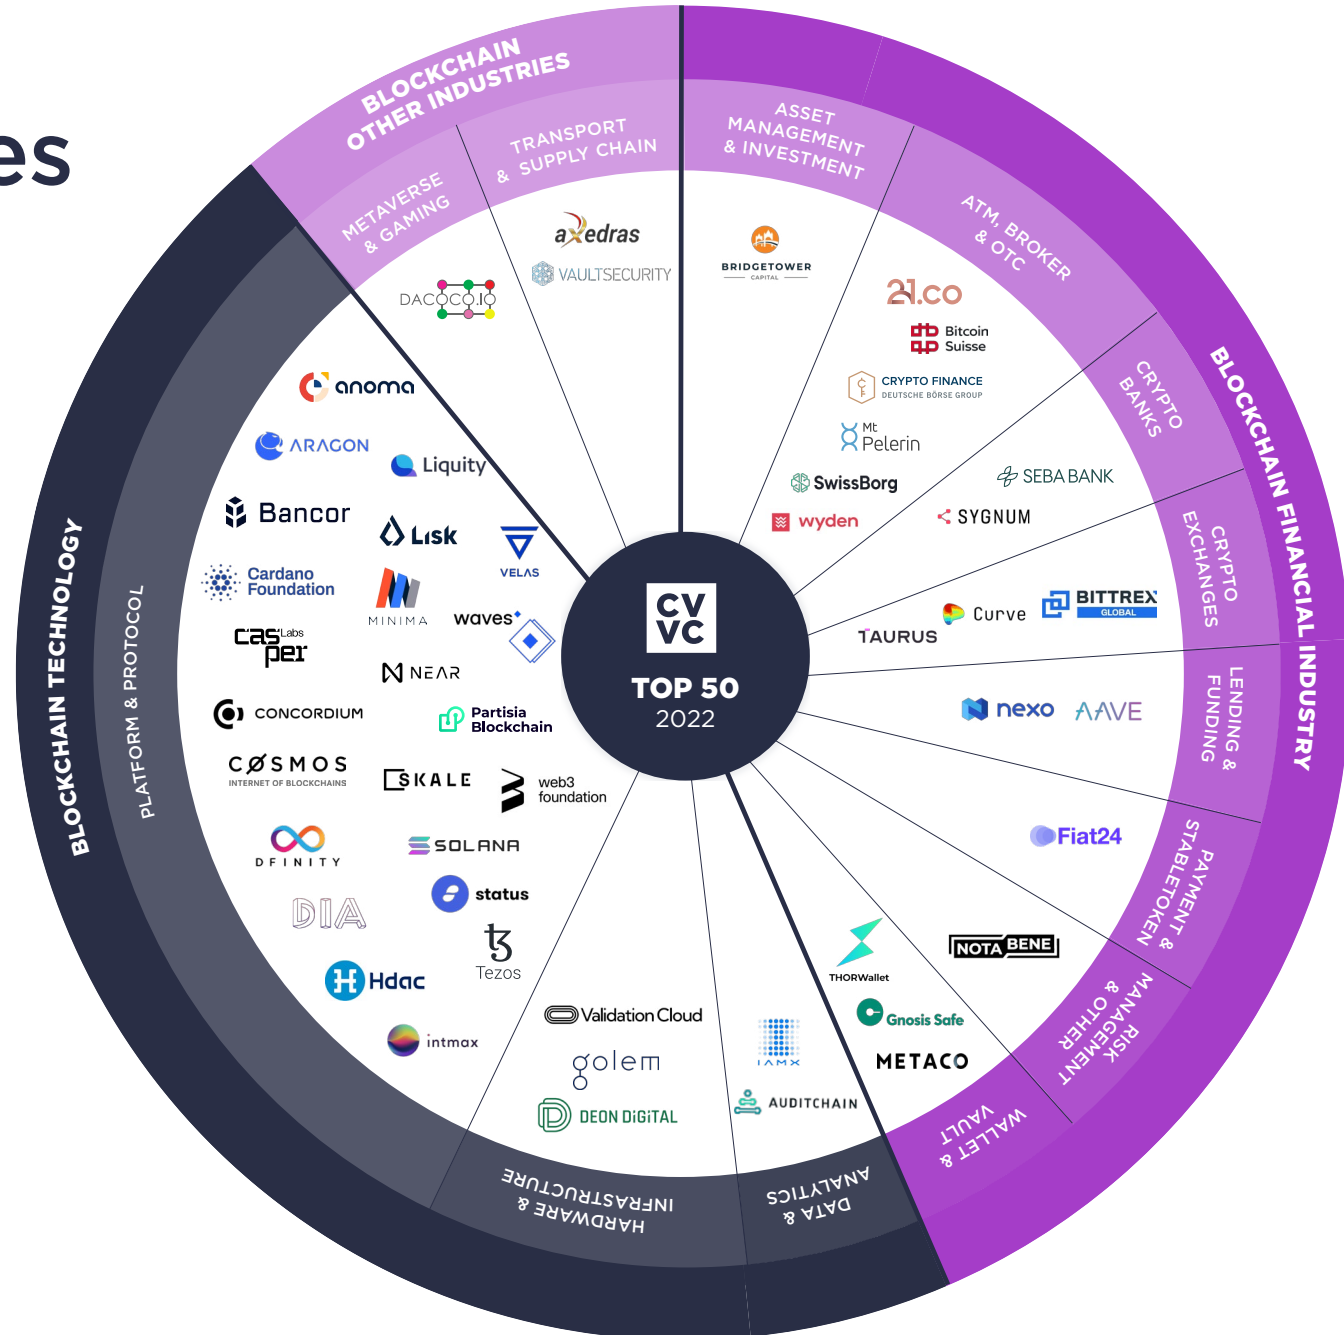 es
BLOCKCHAIN
OTHER INDUSTRIES
METAVERSE
& GAMING
TRANSPORT
& SUPPLY CHAIN
ASSET
MANAGEMENT
& INVESTMENT
ATM, BROKER
& OTC
CRYPTO
BANKS
CRYPTO
EXCHANGES
LENDING &
FUNDING
PAYMENT &
STABLETOKEN
RISK
MANAGEMENT
& OTHER
WALLET &
VAULT
BLOCKCHAIN FINANCIAL INDUSTRY
DATA &
ANALYTICS
HARDWARE &
INFRASTRUCTURE
PLATFORM & PROTOCOL
BLOCKCHAIN TECHNOLOGY
CV
VC
TOP 50
2022
DACOCO.IO
aXedras
VAULTSECURITY
BRIDGETOWER
CAPITAL
21.co
Bitcoin
Suisse
CRYPTO FINANCE
DEUTSCHE BÖRSE GROUP
Mt
Pelerin
SwissBorg
wyden
SEBA BANK
SYGNUM
BITTREX
GLOBAL
Curve
TAURUS
nexo
AAVE
Fiat24
NOTA BENE
THORWallet
Gnosis Safe
METACO
IAMX
AUDITCHAIN
Validation Cloud
golem
DEON DiGiTAL
anoma
ARAGON
Liquity
Bancor
Lisk
VELAS
Cardano
Foundation
MINIMA
waves
casper
Labs
NEAR
CONCORDIUM
Partisia
Blockchain
COSMOS
INTERNET OF BLOCKCHAINS
SKALE
web3
foundation
DFINITY
SOLANA
DIA
status
Tezos
Hdac
intmax